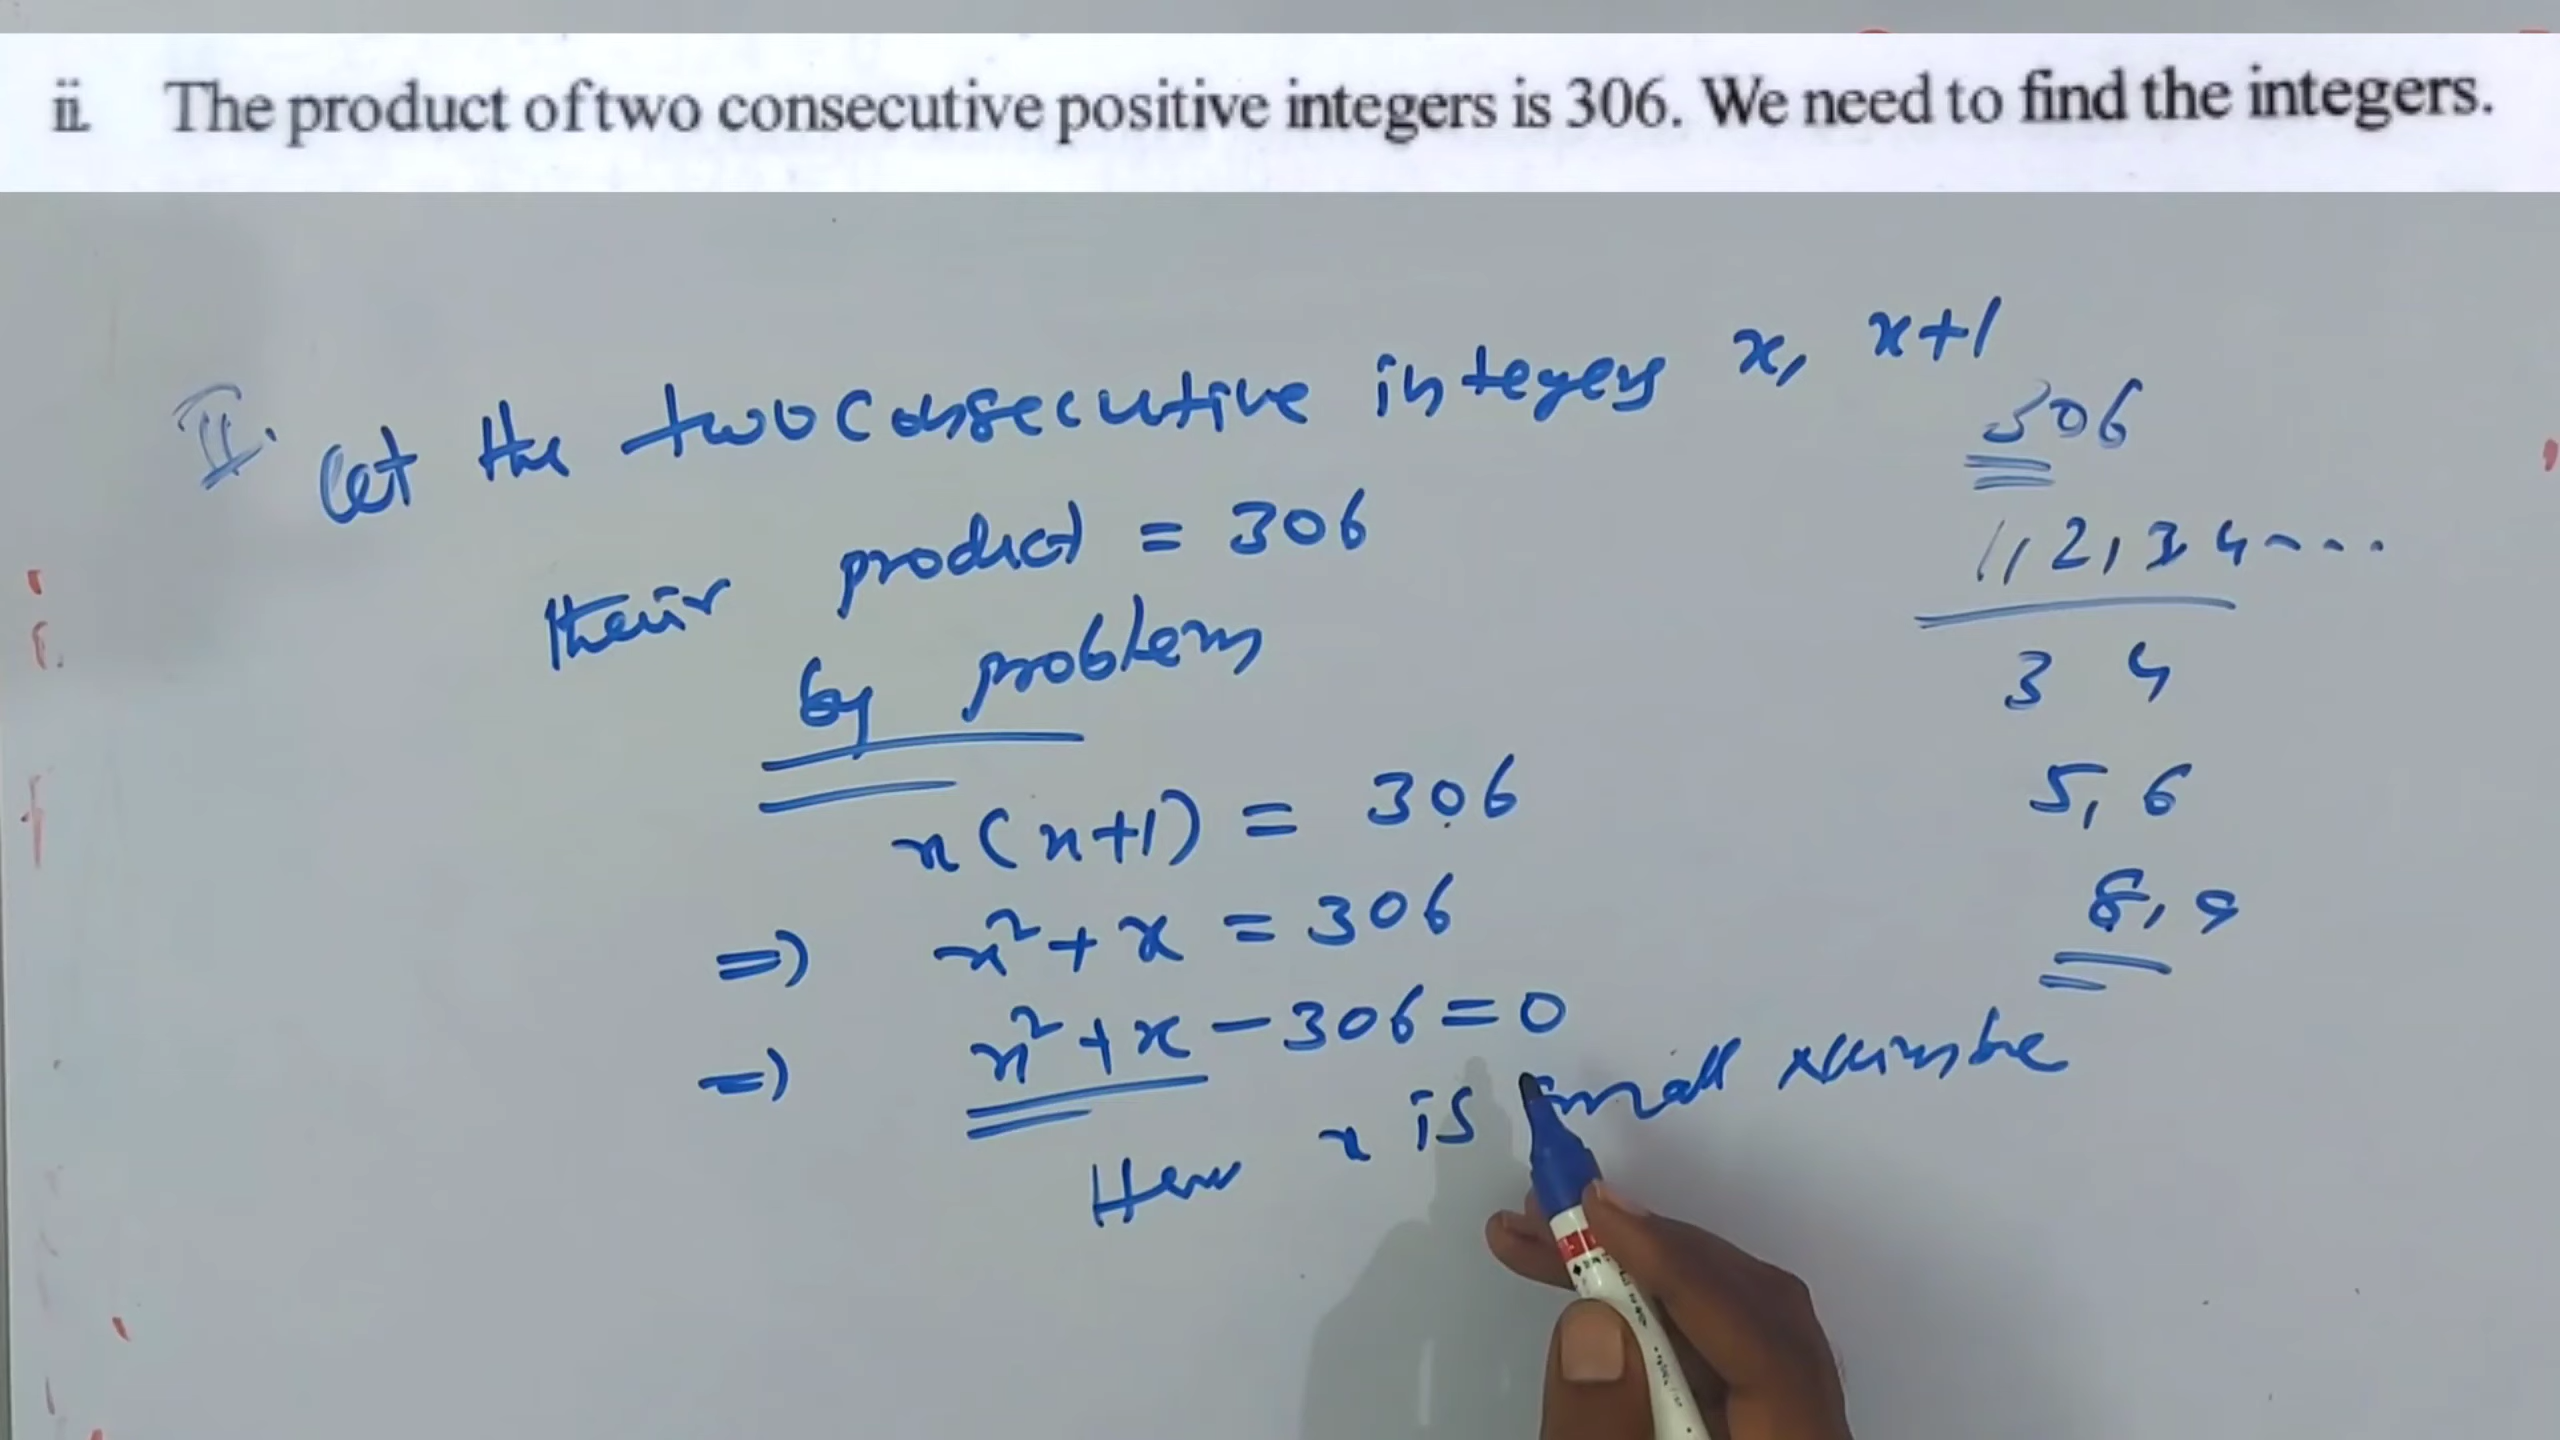 ii. The product of two consecutive positive integers is 306. We need to find the integers.
II. let the two consecutive integers x, x+1
their product = 306
by problem
x(x+1) = 306
=> x²+x = 306
=> x²+x-306=0
Here x is small
306
1, 2, 3 4 ...
3 4
5, 6
8, 9